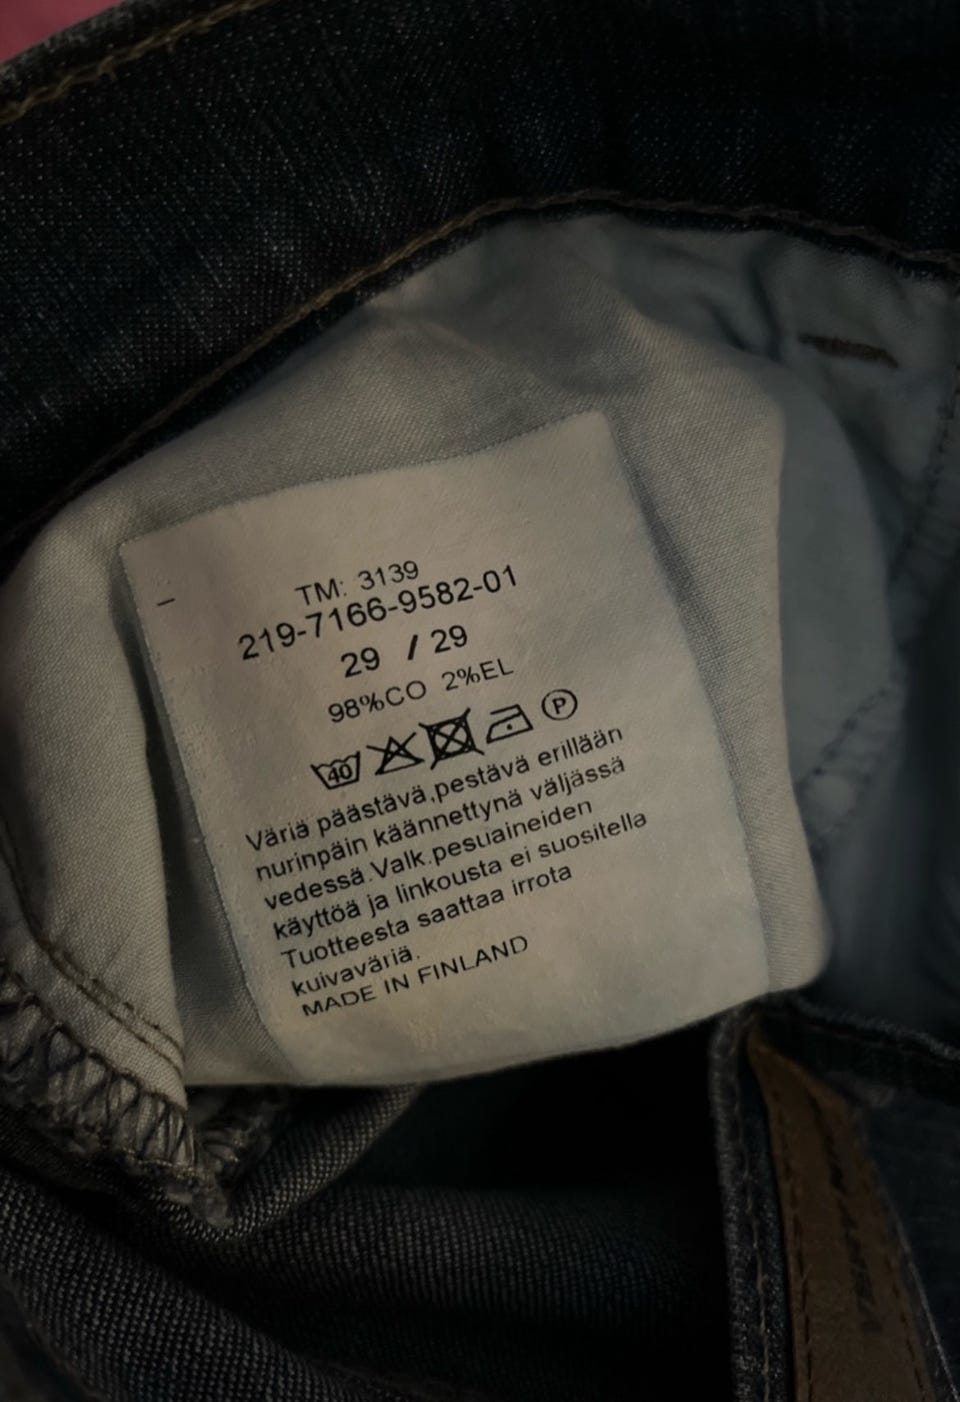 TM: 3139
219-7166-9582-01
29 / 29
98%CO 2%EL
40 P
Väriä päästävä,pestävä erillään
nurinpäin käännettynä väljässä
vedessä.Valk.pesuaineiden
käyttöä ja linkousta ei suositella
Tuotteesta saattaa irrota
kuivaväriä.
MADE IN FINLAND